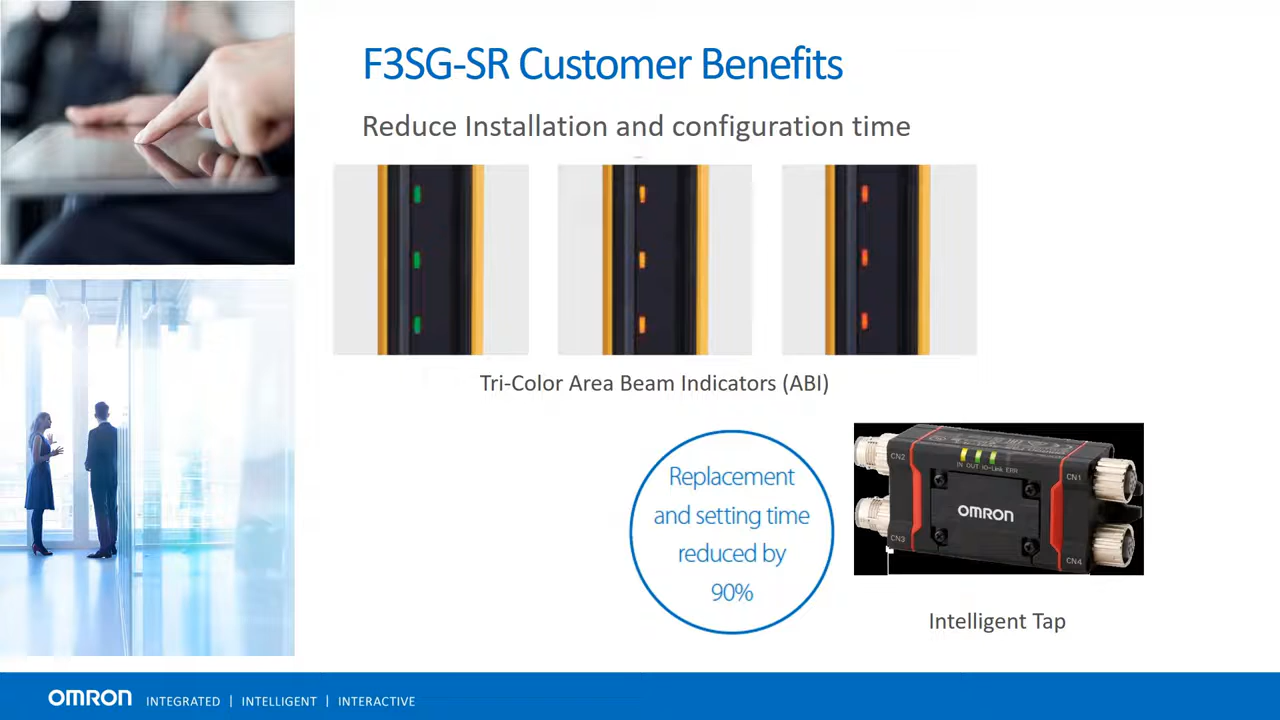 F3SG-SR Customer Benefits
Reduce Installation and configuration time
Tri-Color Area Beam Indicators (ABI)
Replacement
and setting time
reduced by
90%
CN2
IN OUT IO-Link ERR
CN1
OMRON
CN3
CN4
Intelligent Tap
OMRON INTEGRATED | INTELLIGENT | INTERACTIVE